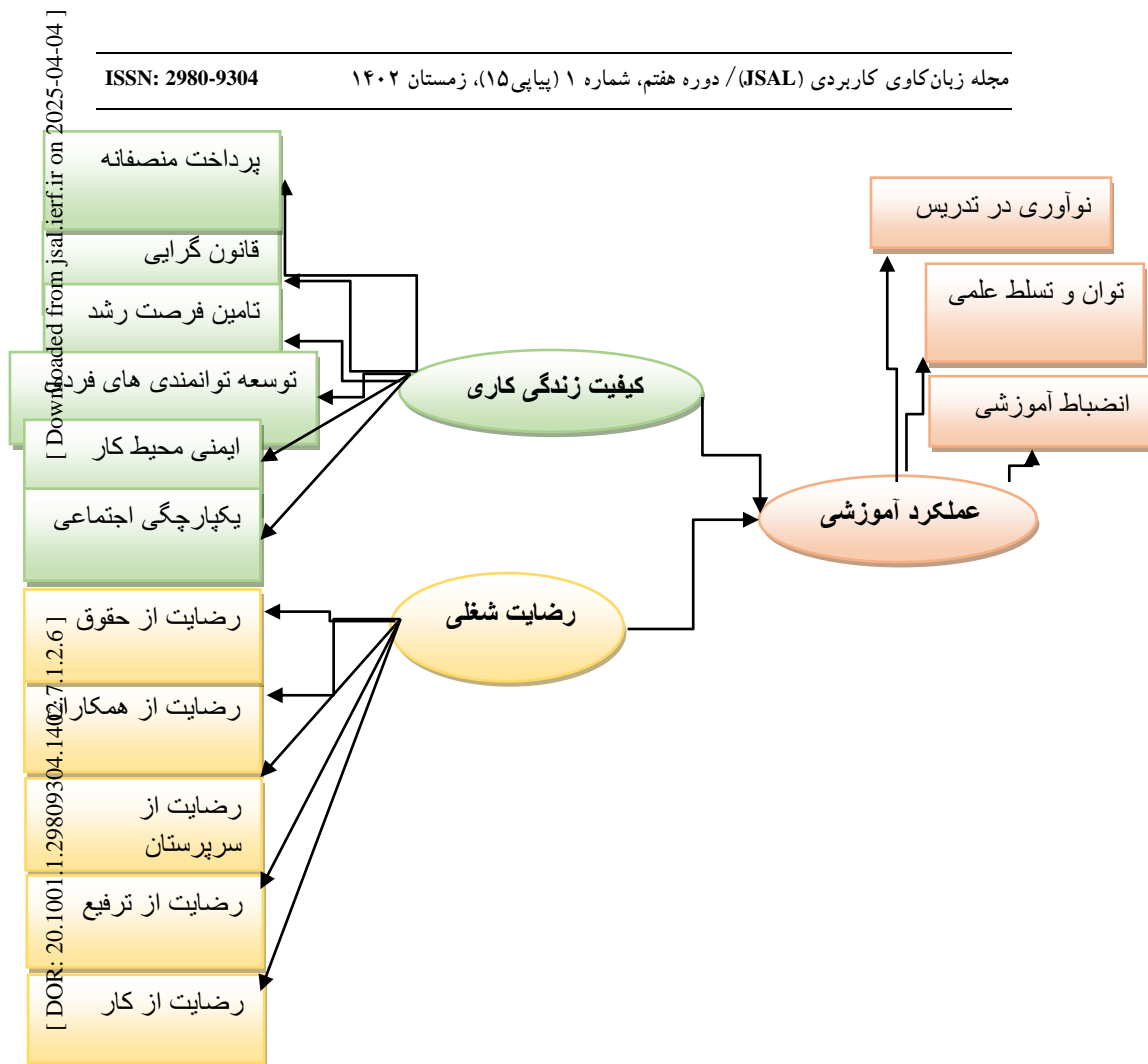 مجله زبان‌کاوی کاربردی (JSAL)/ دوره هفتم، شماره ۱ (پیاپی۱۵)، زمستان ۱۴۰۲
ISSN: 2980-9304
[ Downloaded from jsal.ierf.ir on 2025-04-04 ]
نوآوری در تدریس
توان و تسلط علمی
انضباط آموزشی
عملکرد آموزشی
کیفیت زندگی کاری
پرداخت منصفانه
قانون گرایی
تامین فرصت رشد
توسعه توانمندی های فردی
ایمنی محیط کار
یکپارچگی اجتماعی
رضایت شغلی
رضایت از حقوق
رضایت از همکاران
رضایت از
سرپرستان
رضایت از ترفیع
رضایت از کار
[ DOR: 20.1001.1.29809304.1402.7.1.2.6 ]